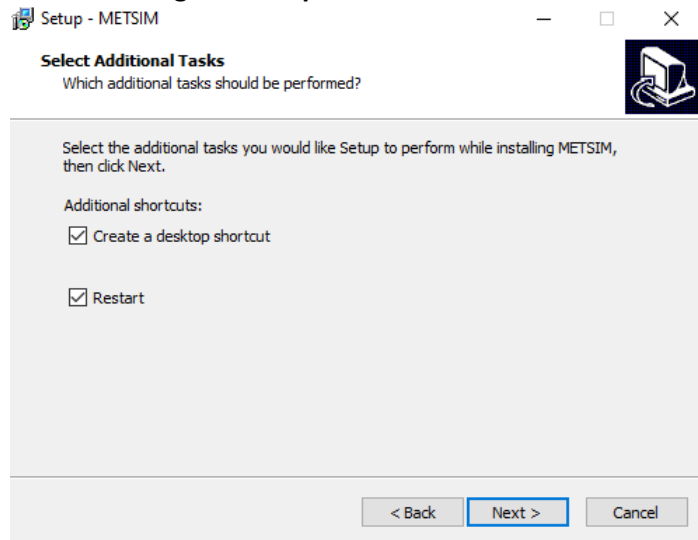 Setup - METSIM
Select Additional Tasks
Which additional tasks should be performed?
Select the additional tasks you would like Setup to perform while installing METSIM,
then click Next.
Additional shortcuts:
Create a desktop shortcut
Restart
< Back
Next >
Cancel